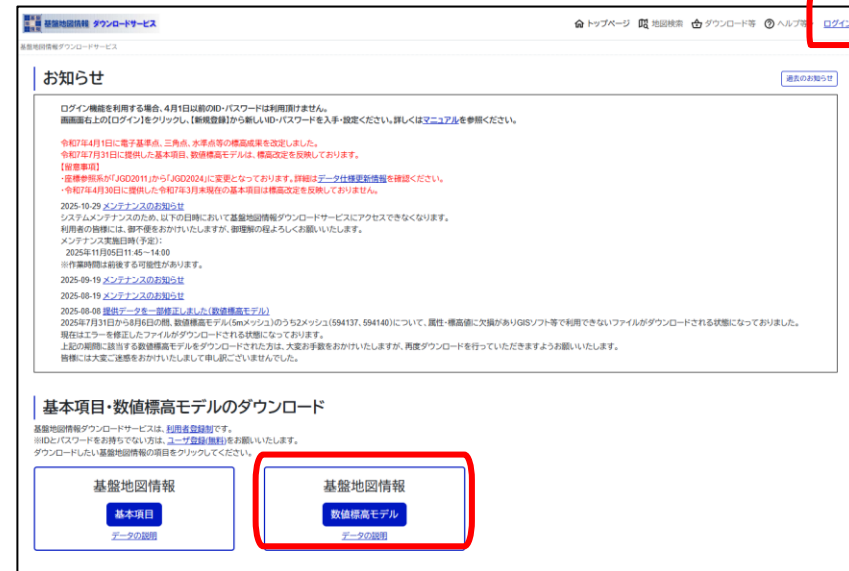 基盤地図情報 ダウンロードサービス
トップページ 地図検索 ダウンロード等 ヘルプ等 ログイン
基盤地図情報ダウンロードサービス
お知らせ
過去のお知らせ
ログイン機能を利用する場合、4月1日以前のID・パスワードは利用頂けません。
画面右上の【ログイン】をクリックし、【新規登録】から新しいID・パスワードを入手・設定ください。詳しくはマニュアルを参照ください。
令和7年4月1日に電子基準点、三角点、水準点等の標高成果を改定しました。
令和7年7月31日に提供した基本項目、数値標高モデルは、標高改定を反映しております。
【留意事項】
・座標参照系が「JGD2011」から「JGD2024」に変更となっております。詳細はデータ仕様更新情報を確認ください。
・令和7年4月30日に提供した令和7年3月末現在の基本項目は標高改定を反映しておりません。
2025-10-29 メンテナンスのお知らせ
システムメンテナンスのため、以下の日時において基盤地図情報ダウンロードサービスにアクセスできなくなります。
利用者の皆様には、御不便をおかけいたしますが、御理解の程よろしくお願いいたします。
メンテナンス実施日時(予定):
2025年11月05日11:45~14:00
※作業時間は前後する可能性があります。
2025-09-19 メンテナンスのお知らせ
2025-08-19 メンテナンスのお知らせ
2025-08-08 提供データを一部修正しました(数値標高モデル)
2025年7月31日から8月6日の間、数値標高モデル(5mメッシュ)のうち2メッシュ(594137、594140)について、属性・標高値に欠損がありGISソフト等で利用できないファイルがダウンロードされる状態になっておりました。
現在はエラーを修正したファイルがダウンロードされる状態になっております。
上記の期間に該当する数値標高モデルをダウンロードされた方は、大変お手数をおかけいたしますが、再度ダウンロードを行っていただきますようお願いいたします。
皆様には大変ご迷惑をおかけいたしまして申し訳ございませんでした。
基本項目・数値標高モデルのダウンロード
基盤地図情報ダウンロードサービスは、利用者登録制です。
※IDとパスワードをお持ちでない方は、ユーザ登録(無料)をお願いいたします。
ダウンロードしたい基盤地図情報の項目をクリックしてください。
基盤地図情報
基本項目
データの説明
基盤地図情報
数値標高モデル
データの説明